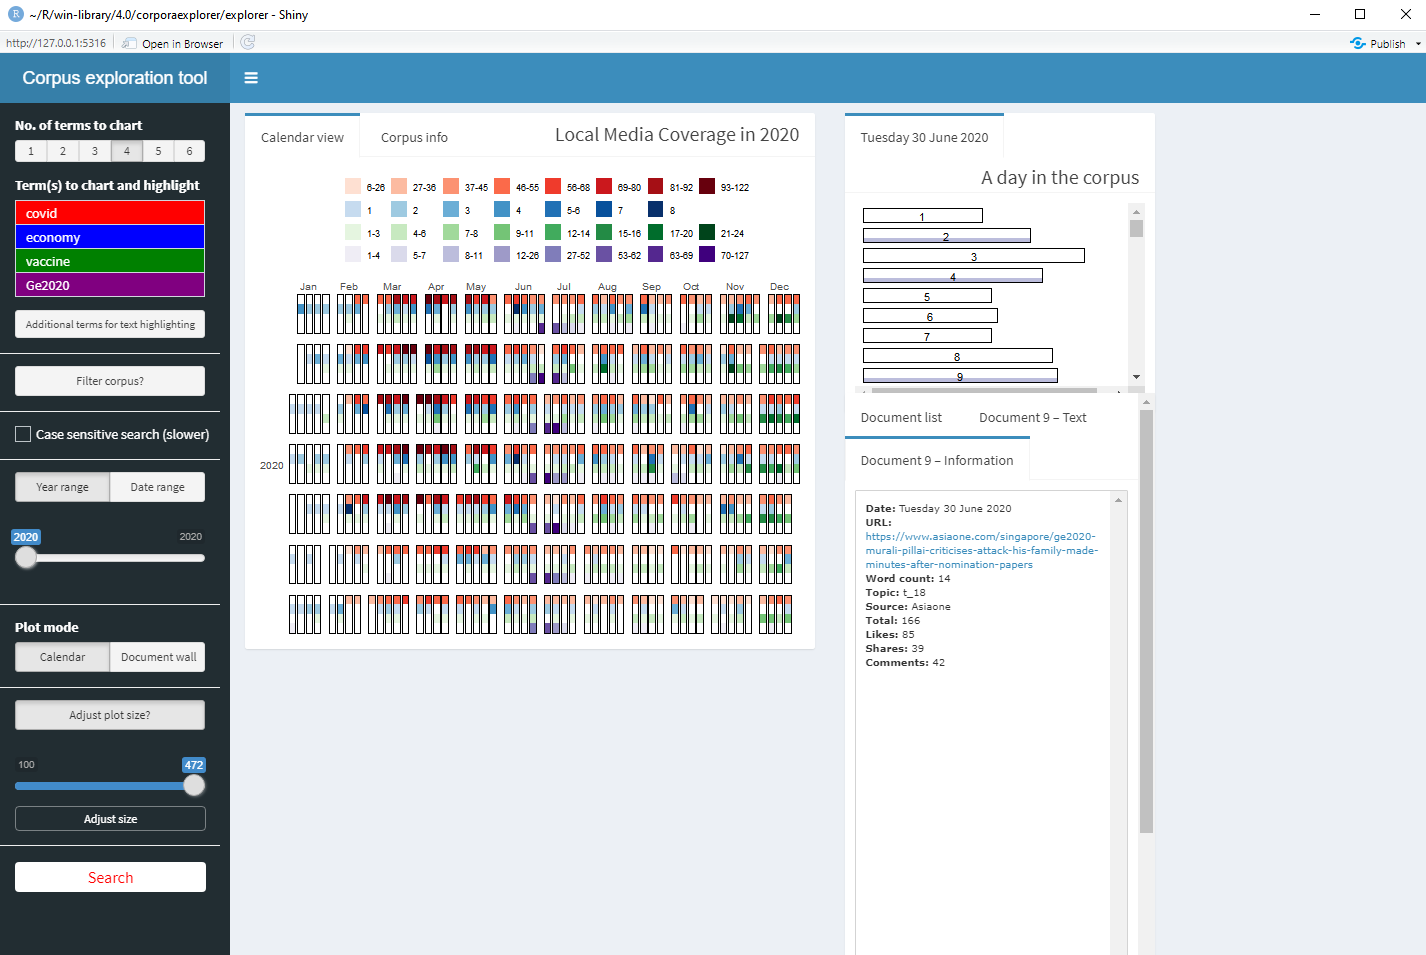 ~/R/win-library/4.0/corporaexplorer/explorer - Shiny
http://127.0.0.1:5316 Open in Browser Publish
Corpus exploration tool
No. of terms to chart
1 2 3 4 5 6
Term(s) to chart and highlight
covid
economy
vaccine
Ge2020
Additional terms for text highlighting
Filter corpus?
Case sensitive search (slower)
Year range Date range
2020 2020
Plot mode
Calendar Document wall
Adjust plot size?
100 472
Adjust size
Search
Calendar view Corpus info Local Media Coverage in 2020
6-26 27-36 37-45 46-55 56-68 69-80 81-92 93-122
1 2 3 4 5-6 7 8
1-3 4-6 7-8 9-11 12-14 15-16 17-20 21-24
1-4 5-7 8-11 12-26 27-52 53-62 63-69 70-127
Jan Feb Mar Apr May Jun Jul Aug Sep Oct Nov Dec
2020
Tuesday 30 June 2020
A day in the corpus
1
2
3
4
5
6
7
8
9
Document list Document 9 – Text
Document 9 – Information
Date: Tuesday 30 June 2020
URL:
https://www.asiaone.com/singapore/ge2020-
murali-pillai-criticises-attack-his-family-made-
minutes-after-nomination-papers
Word count: 14
Topic: t_18
Source: Asiaone
Total: 166
Likes: 85
Shares: 39
Comments: 42